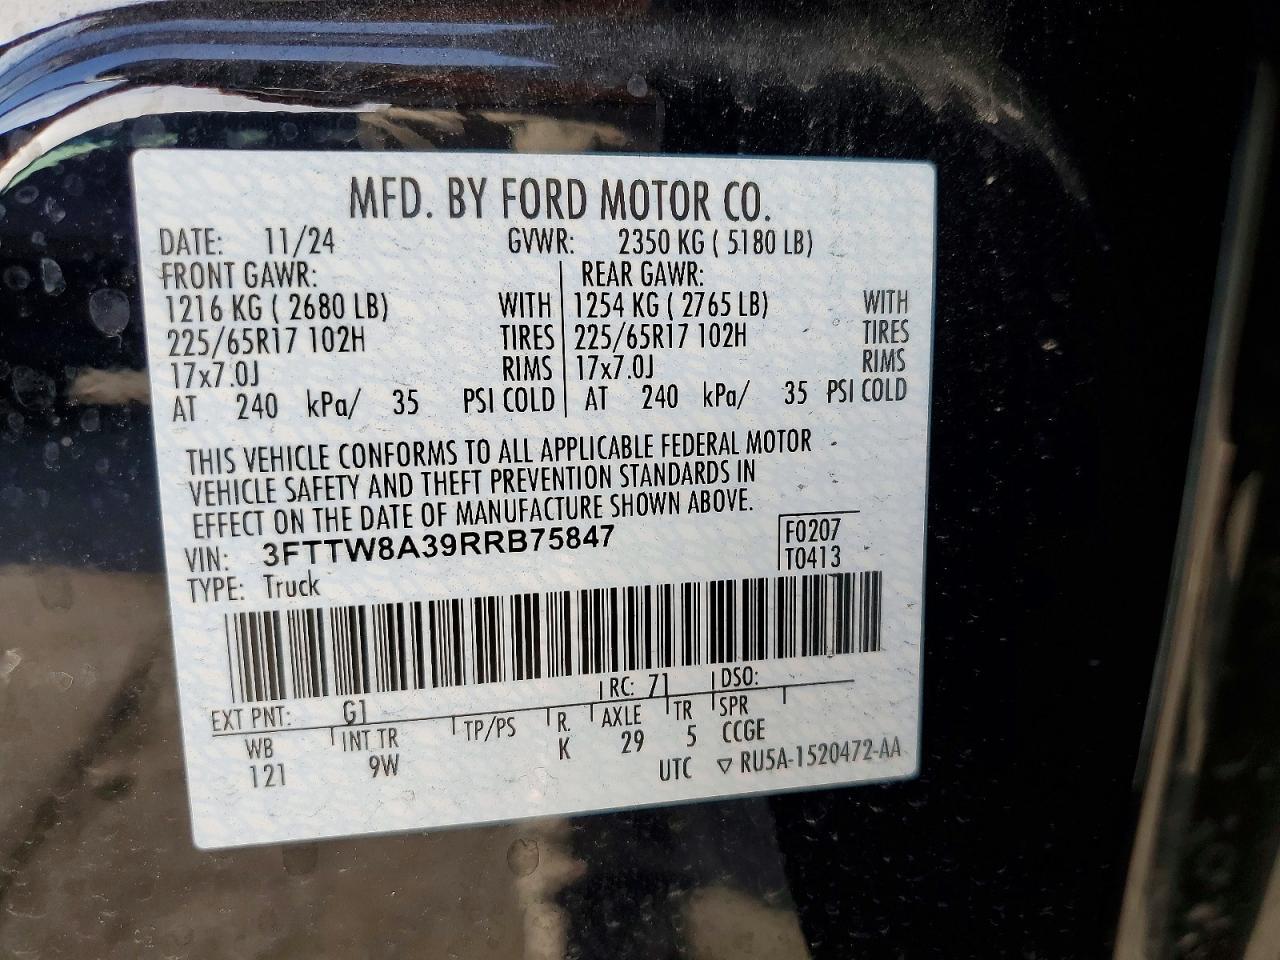 MFD. BY FORD MOTOR CO.
DATE: 11/24 GVWR: 2350 KG ( 5180 LB)
FRONT GAWR: REAR GAWR:
1216 KG ( 2680 LB) WITH 1254 KG ( 2765 LB) WITH
225/65R17 102H TIRES 225/65R17 102H TIRES
17x7.0J RIMS 17x7.0J RIMS
AT 240 kPa/ 35 PSI COLD AT 240 kPa/ 35 PSI COLD
THIS VEHICLE CONFORMS TO ALL APPLICABLE FEDERAL MOTOR
VEHICLE SAFETY AND THEFT PREVENTION STANDARDS IN
EFFECT ON THE DATE OF MANUFACTURE SHOWN ABOVE.
VIN: 3FTTW8A39RRB75847 F0207
TYPE: Truck T0413
EXT PNT: G1 RC: 71 DSO:
WB INT TR TP/PS R. AXLE TR SPR
121 9W K 29 5 CCGE
UTC ▽ RU5A-1520472-AA